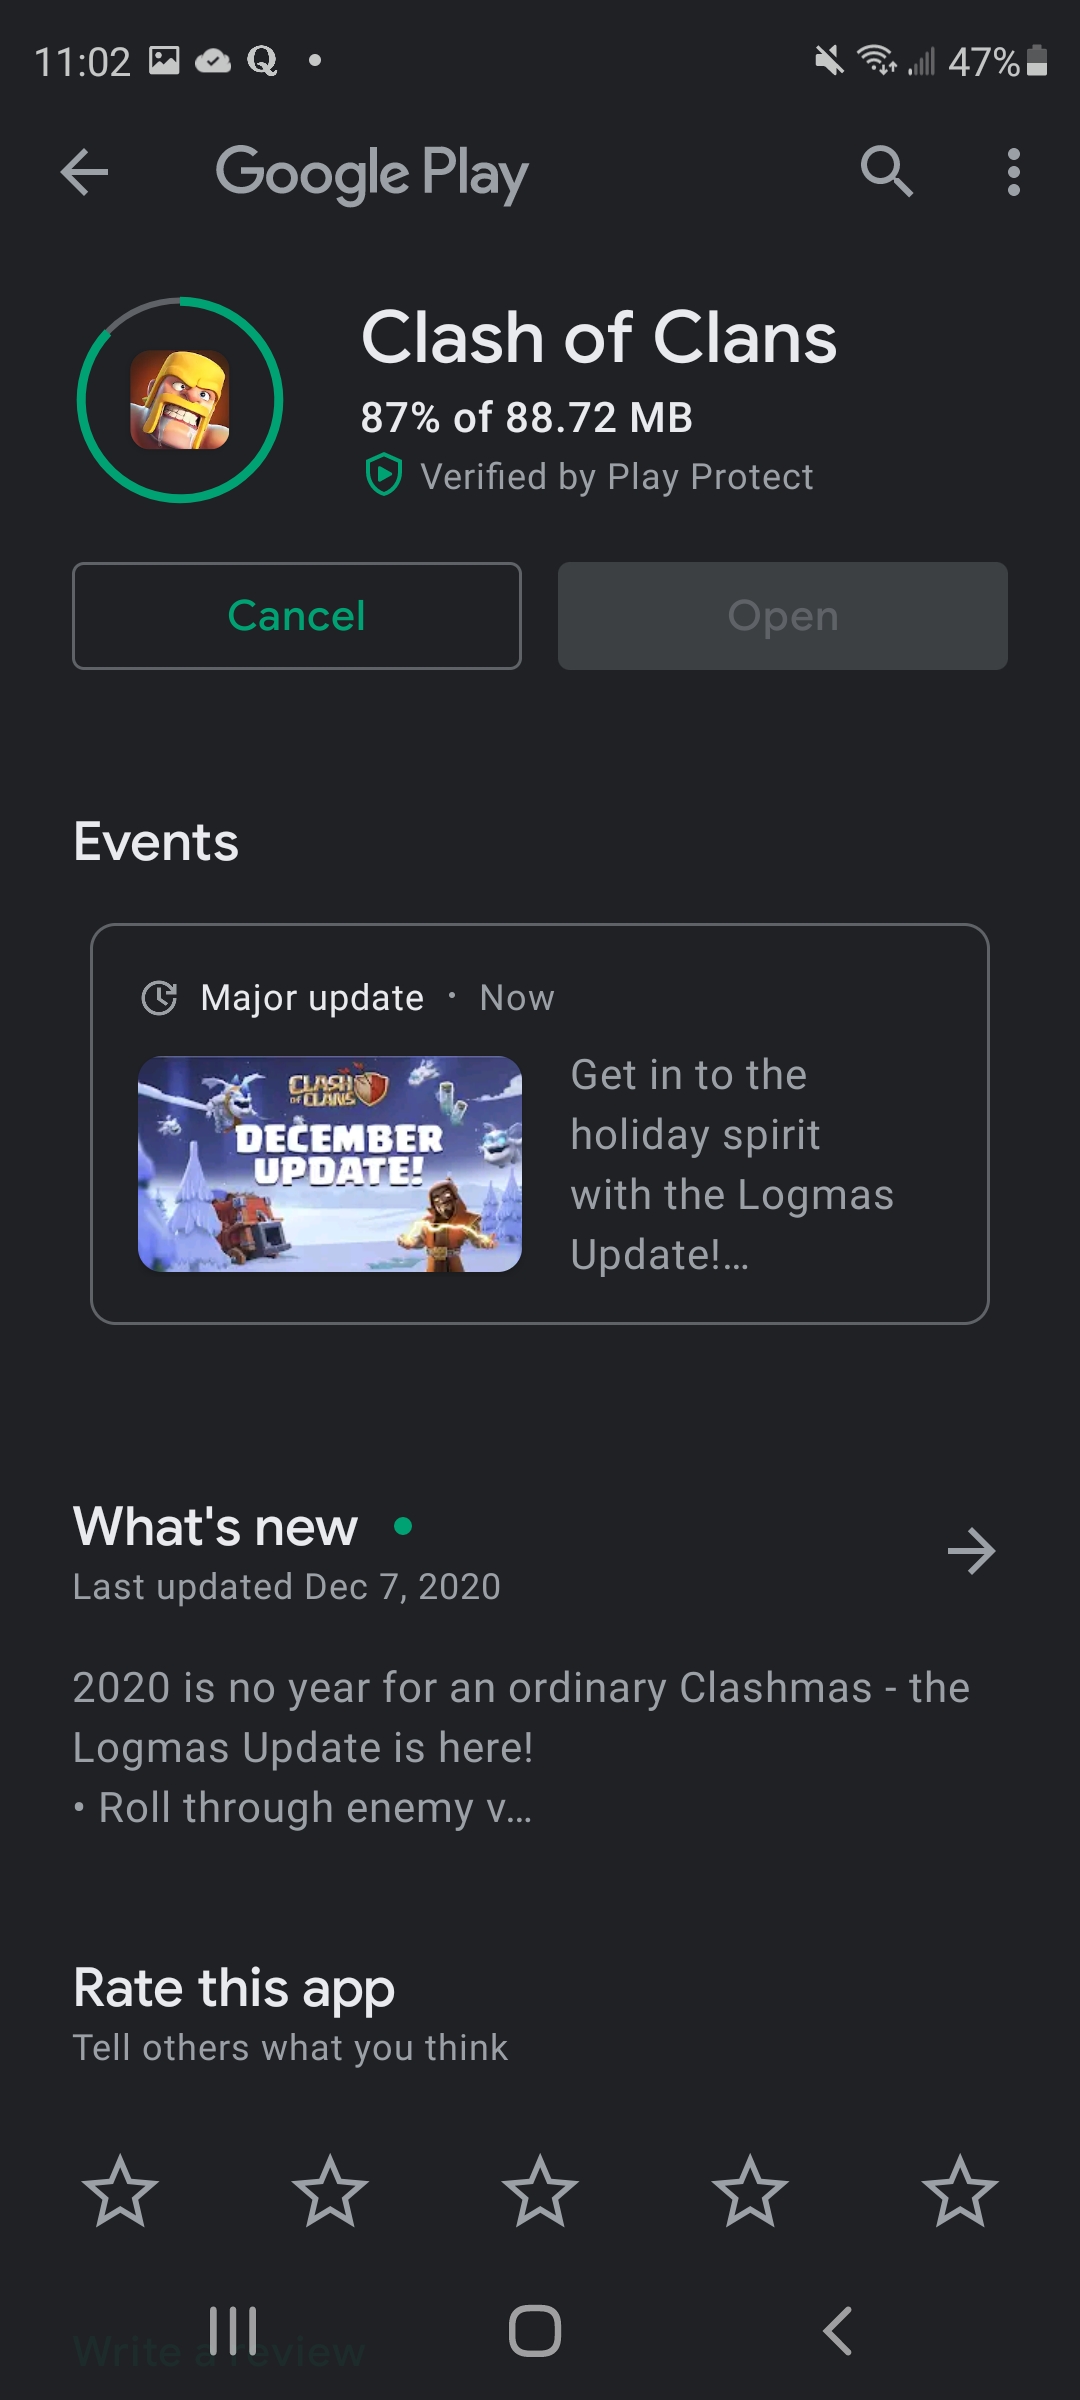 11:02
47%
Google Play
Clash of Clans
87% of 88.72 MB
Verified by Play Protect
Cancel
Open
Events
Major update • Now
CLASH
OF CLANS
DECEMBER
UPDATE!
Get in to the
holiday spirit
with the Logmas
Update!...
What's new
Last updated Dec 7, 2020
2020 is no year for an ordinary Clashmas - the
Logmas Update is here!
• Roll through enemy v...
Rate this app
Tell others what you think
Write a review